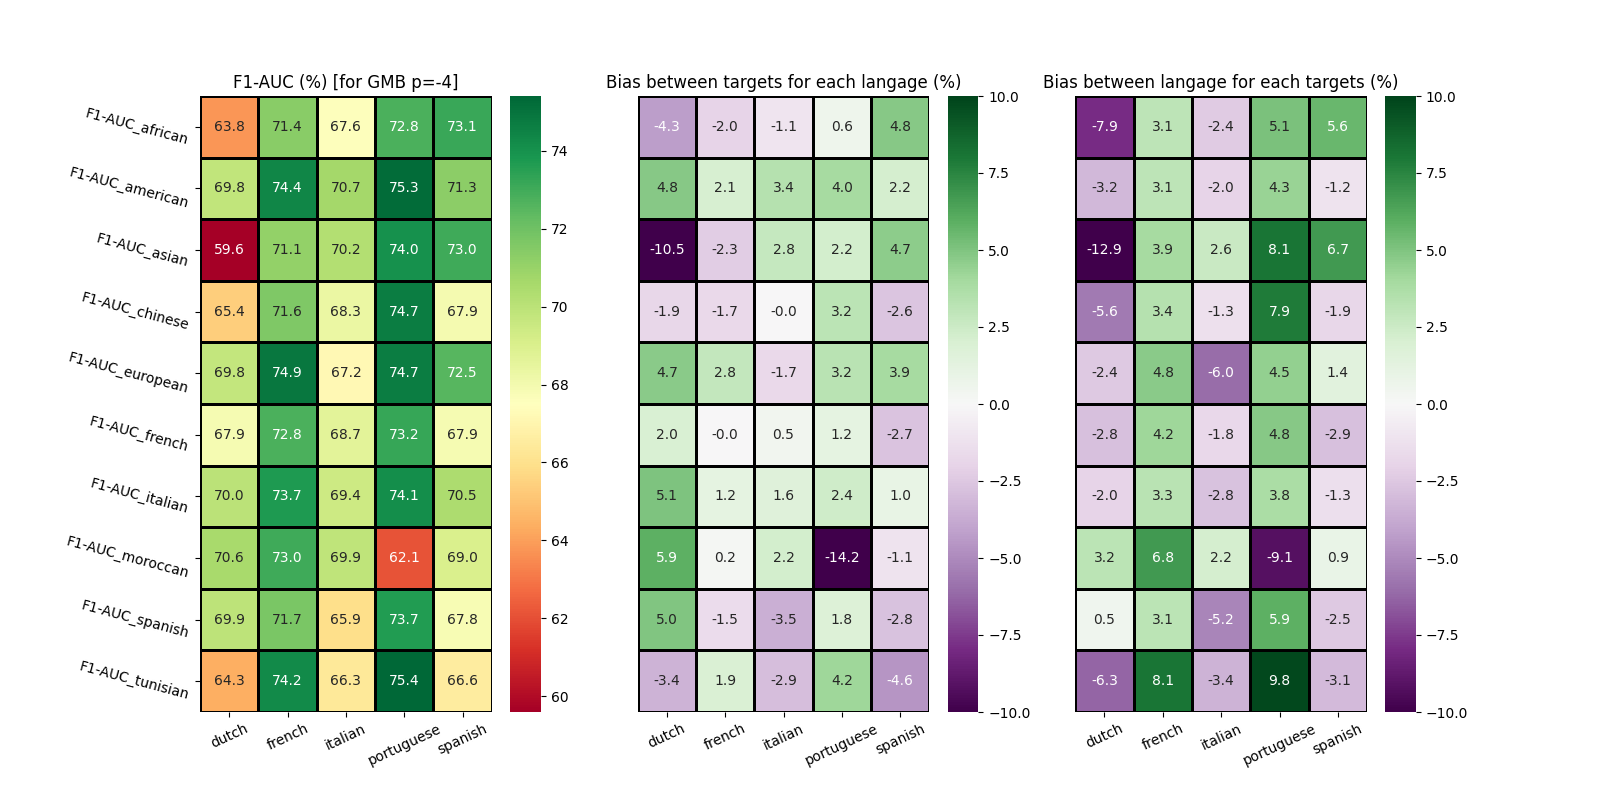 F1-AUC (%) [for GMB p=-4]
Bias between targets for each langage (%)
Bias between langage for each targets (%)
F1-AUC_african 63.8 71.4 67.6 72.8 73.1
F1-AUC_american 69.8 74.4 70.7 75.3 71.3
F1-AUC_asian 59.6 71.1 70.2 74.0 73.0
F1-AUC_chinese 65.4 71.6 68.3 74.7 67.9
F1-AUC_european 69.8 74.9 67.2 74.7 72.5
F1-AUC_french 67.9 72.8 68.7 73.2 67.9
F1-AUC_italian 70.0 73.7 69.4 74.1 70.5
F1-AUC_moroccan 70.6 73.0 69.9 62.1 69.0
F1-AUC_spanish 69.9 71.7 65.9 73.7 67.8
F1-AUC_tunisian 64.3 74.2 66.3 75.4 66.6
dutch french italian portuguese spanish
74
72
70
68
66
64
62
60
-4.3 -2.0 -1.1 0.6 4.8
4.8 2.1 3.4 4.0 2.2
-10.5 -2.3 2.8 2.2 4.7
-1.9 -1.7 -0.0 3.2 -2.6
4.7 2.8 -1.7 3.2 3.9
2.0 -0.0 0.5 1.2 -2.7
5.1 1.2 1.6 2.4 1.0
5.9 0.2 2.2 -14.2 -1.1
5.0 -1.5 -3.5 1.8 -2.8
-3.4 1.9 -2.9 4.2 -4.6
dutch french italian portuguese spanish
10.0
7.5
5.0
2.5
0.0
−2.5
−5.0
−7.5
−10.0
-7.9 3.1 -2.4 5.1 5.6
-3.2 3.1 -2.0 4.3 -1.2
-12.9 3.9 2.6 8.1 6.7
-5.6 3.4 -1.3 7.9 -1.9
-2.4 4.8 -6.0 4.5 1.4
-2.8 4.2 -1.8 4.8 -2.9
-2.0 3.3 -2.8 3.8 -1.3
3.2 6.8 2.2 -9.1 0.9
0.5 3.1 -5.2 5.9 -2.5
-6.3 8.1 -3.4 9.8 -3.1
dutch french italian portuguese spanish
10.0
7.5
5.0
2.5
0.0
−2.5
−5.0
−7.5
−10.0